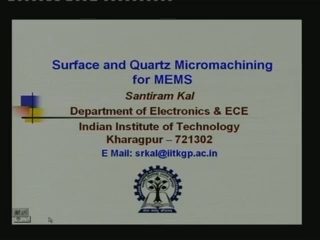 Surface and Quartz Micromachining
for MEMS
Santiram Kal
Department of Electronics & ECE
Indian Institute of Technology
Kharagpur – 721302
E Mail: srkal@iitkgp.ac.in